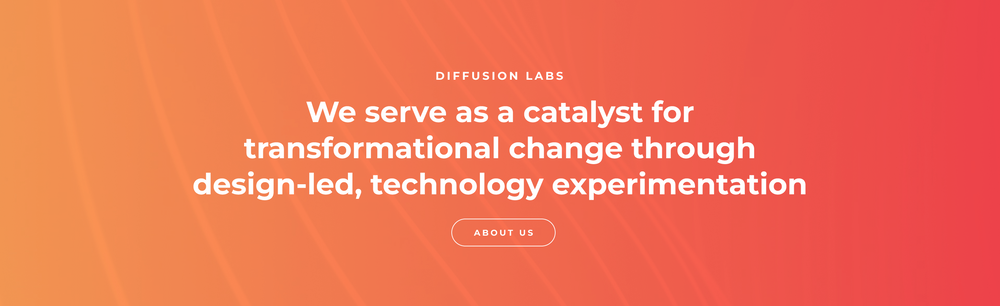 DIFFUSION LABS
We serve as a catalyst for
transformational change through
design-led, technology experimentation
ABOUT US